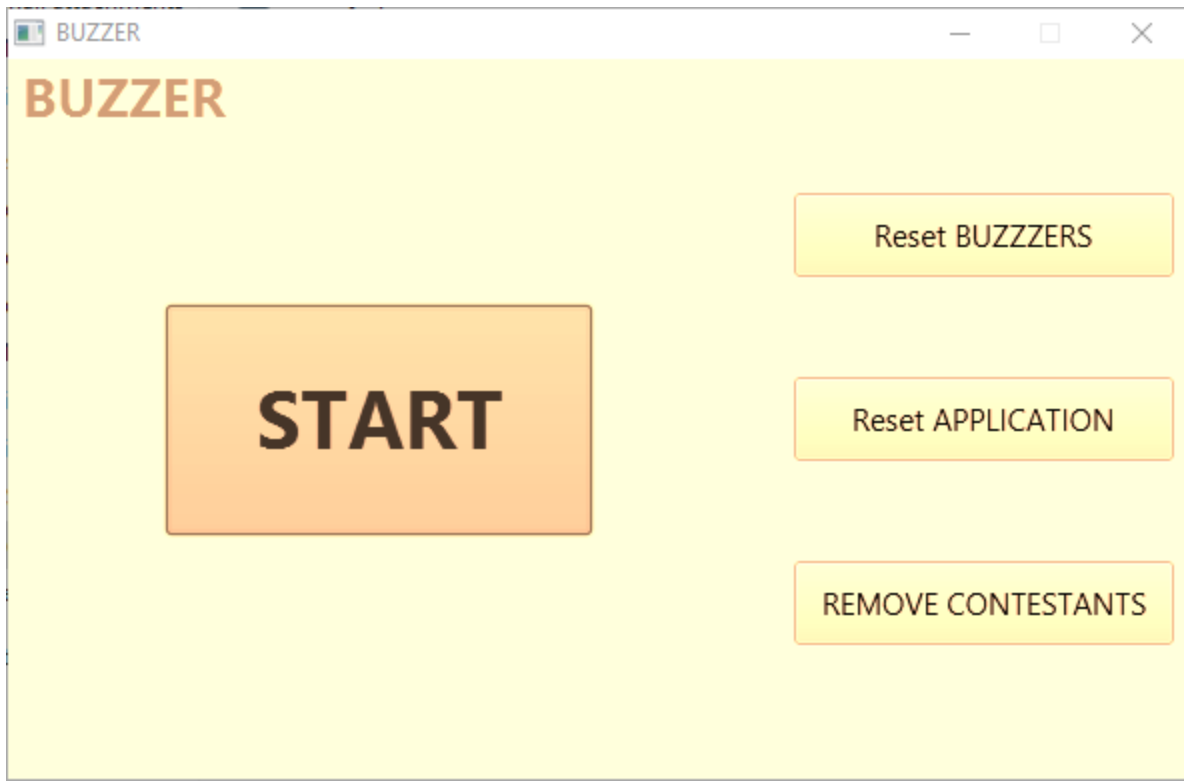 BUZZER
BUZZER
Reset BUZZZERS
START
Reset APPLICATION
REMOVE CONTESTANTS